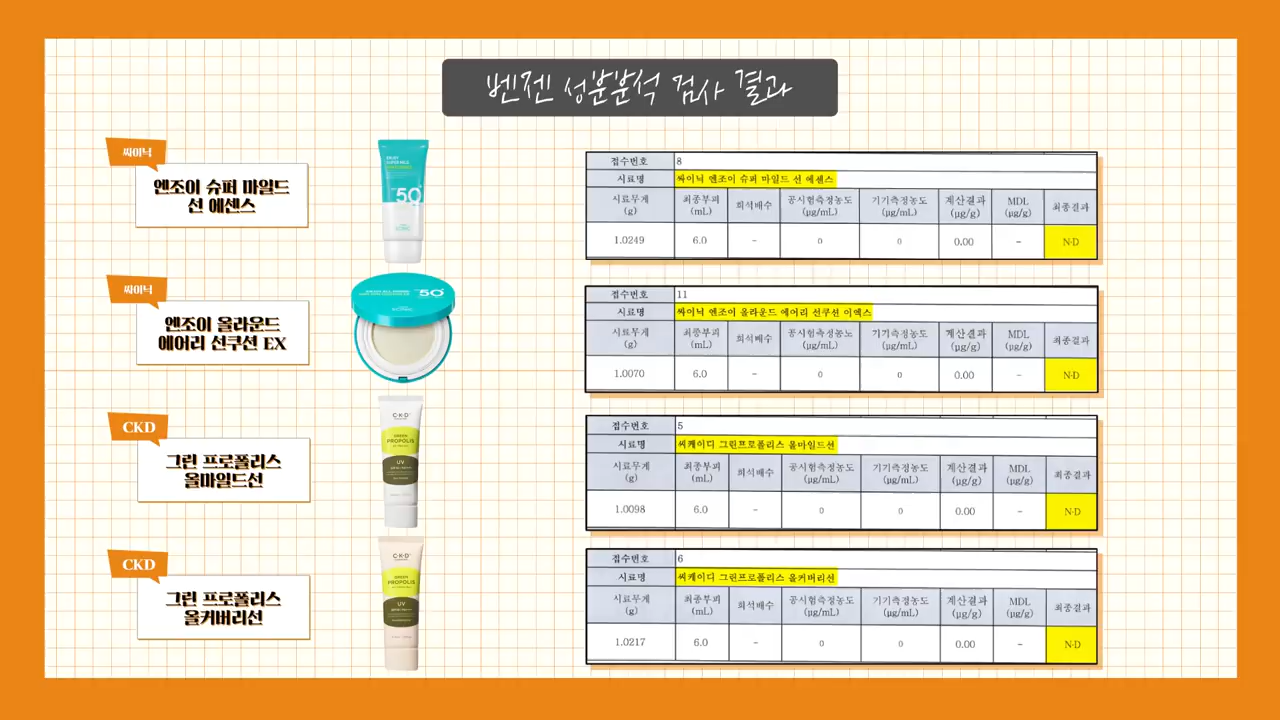 벤젠 성분분석 검사 결과
싸이닉
엔조이 슈퍼 마일드
선 에센스
50+
접수번호 8
시료명 싸이닉 엔조이 슈퍼 마일드 선 에센스
시료무게 (g) 최종부피 (mL) 희석배수 공시험측정농도 (μg/mL) 기기측정농도 (μg/mL) 계산결과 (μg/g) MDL (μg/g) 최종결과
1.0249 6.0 - 0 0 0.00 - N·D
싸이닉
엔조이 올라운드
에어리 선쿠션 EX
50+
접수번호 11
시료명 싸이닉 엔조이 올라운드 에어리 선쿠션 이엑스
시료무게 (g) 최종부피 (mL) 희석배수 공시험측정농도 (μg/mL) 기기측정농도 (μg/mL) 계산결과 (μg/g) MDL (μg/g) 최종결과
1.0070 6.0 - 0 0 0.00 - N·D
CKD
그린 프로폴리스
올마일드선
C·K·D
GREEN
PROPOLIS
UV
접수번호 5
시료명 씨케이디 그린프로폴리스 올마일드선
시료무게 (g) 최종부피 (mL) 희석배수 공시험측정농도 (μg/mL) 기기측정농도 (μg/mL) 계산결과 (μg/g) MDL (μg/g) 최종결과
1.0098 6.0 - 0 0 0.00 - N·D
CKD
그린 프로폴리스
올커버리선
C·K·D
GREEN
PROPOLIS
UV
접수번호 6
시료명 씨케이디 그린프로폴리스 올커버리선
시료무게 (g) 최종부피 (mL) 희석배수 공시험측정농도 (μg/mL) 기기측정농도 (μg/mL) 계산결과 (μg/g) MDL (μg/g) 최종결과
1.0217 6.0 - 0 0 0.00 - N·D